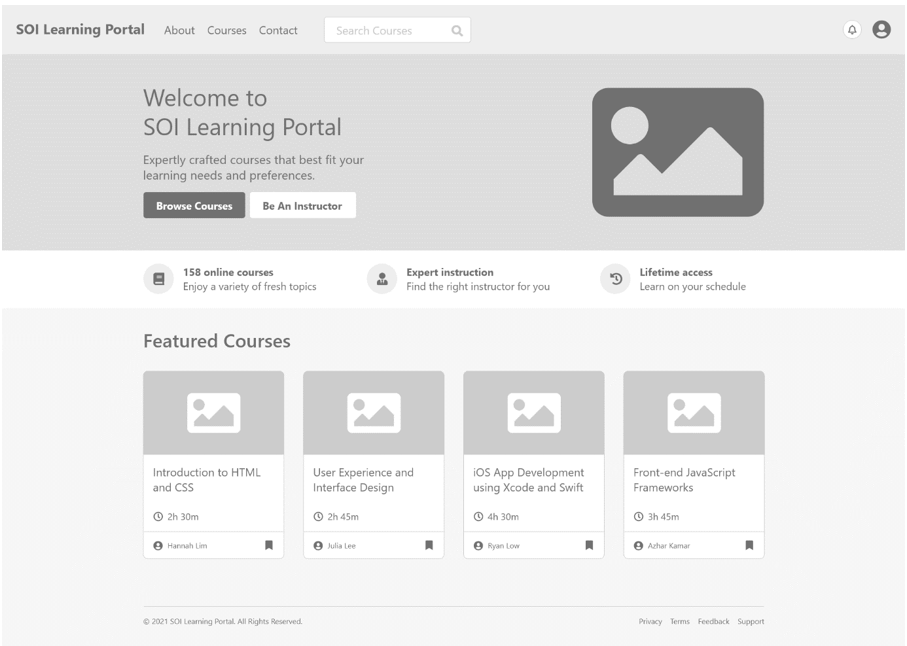 SOI Learning Portal About Courses Contact Search Courses
Welcome to
SOI Learning Portal
Expertly crafted courses that best fit your
learning needs and preferences.
Browse Courses Be An Instructor
158 online courses
Enjoy a variety of fresh topics
Expert instruction
Find the right instructor for you
Lifetime access
Learn on your schedule
Featured Courses
Introduction to HTML
and CSS
2h 30m
Hannah Lim
User Experience and
Interface Design
2h 45m
Julia Lee
iOS App Development
using Xcode and Swift
4h 30m
Ryan Low
Front-end JavaScript
Frameworks
3h 45m
Azhar Kamar
© 2021 SOI Learning Portal. All Rights Reserved.
Privacy Terms Feedback Support